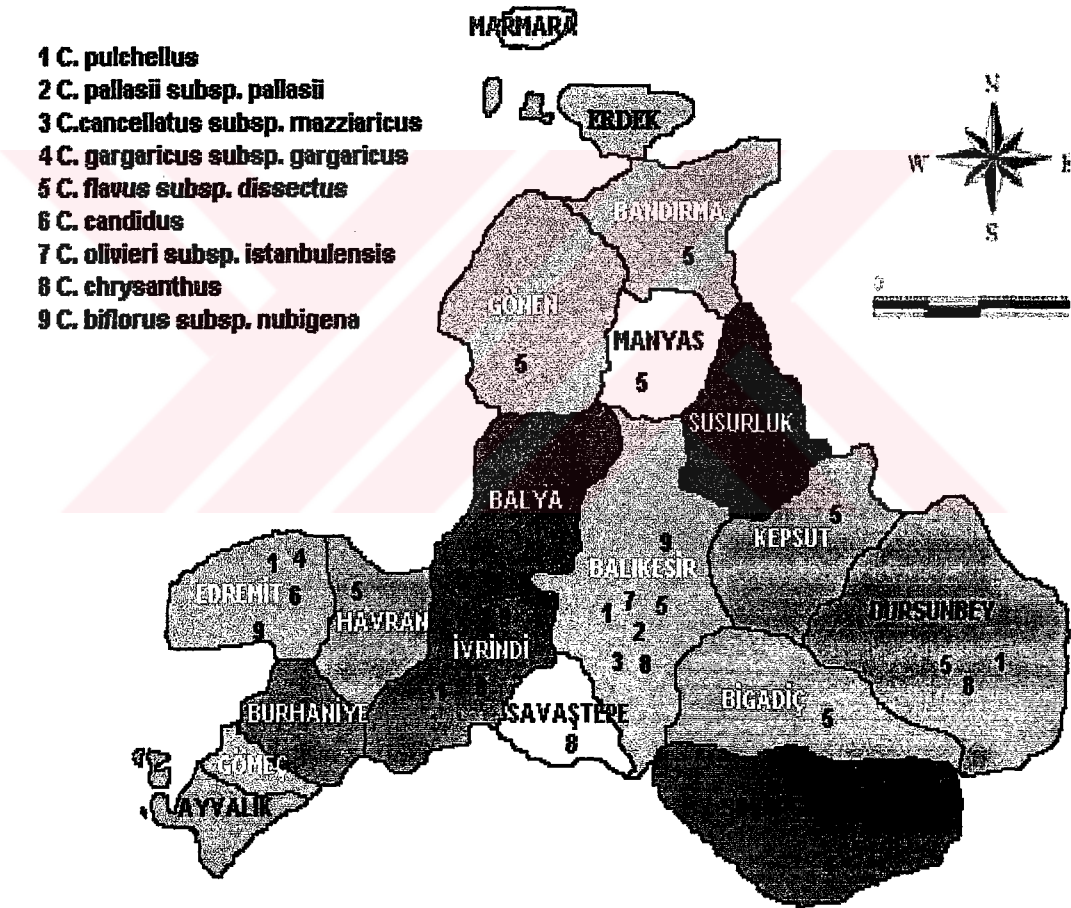 MARMARA
1 C. pulchellus
2 C. pallasii subsp. pallasii
3 C.cancellatus subsp. mazziaricus
4 C. gargaricus subsp. gargaricus
5 C. flavus subsp. dissectus
6 C. candidus
7 C. olivieri subsp. istanbulensis
8 C. chrysanthus
9 C. biflorus subsp. nubigena
ERDEK
N
W
E
S
0
BANDIRMA
5
GÖNEN
5
MANYAS
5
SUSURLUK
BALYA
KEPSUT
5
BALIKESİR
9
1 7 5
2
3 8
EDREMİT
1 4
6
9
HAVRAN
5
İVRİNDİ
DURSUNBEY
5 1
8
BİGADİÇ
5
SAVAŞTEPE
8
BURHANİYE
GÖMEÇ
AYVALIK